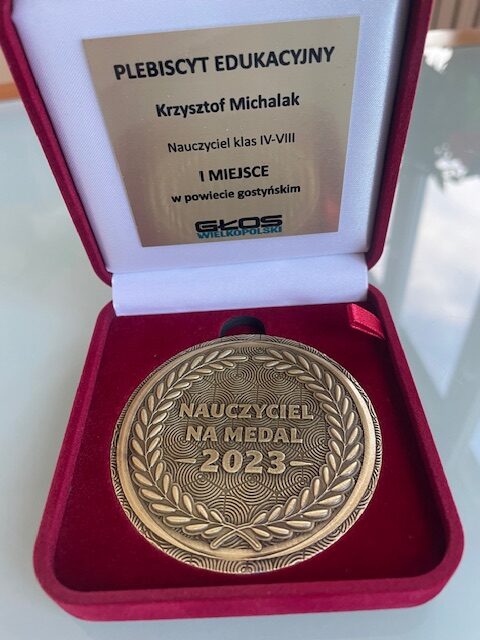 PLEBISCYT EDUKACYJNY
Krzysztof Michalak
Nauczyciel klas IV-VIII
I MIEJSCE
w powiecie gostyńskim
GŁOS
WIELKOPOLSKI
NAUCZYCIEL
NA MEDAL
2023